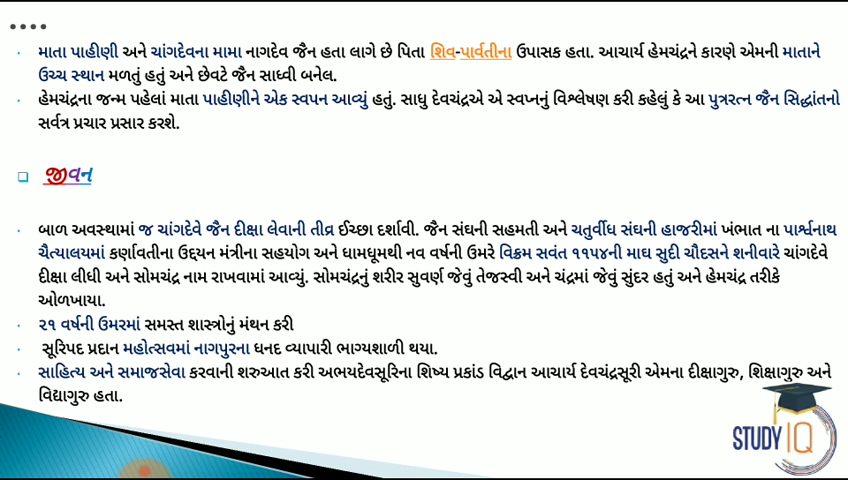 માતા પાહીણી અને ચાંગદેવના મામા નાગદેવ જૈન હતા લાગે છે પિતા શિવ-પાર્વતીના ઉપાસક હતા. આચાર્ય હેમચંદ્રને કારણે એમની માતાને
ઉચ્ચ સ્થાન મળતું હતું અને છેવટે જૈન સાધ્વી બનેલ.
હેમચંદ્રના જન્મ પહેલાં માતા પાહીણીને એક સ્વપન આવ્યું હતું. સાધુ દેવચંદ્રએ એ સ્વપ્નનું વિશ્લેષણ કરી કહેલું કે આ પુત્રરત્ન જૈન સિદ્ધાંતનો
સર્વત્ર પ્રચાર પ્રસાર કરશે.
જીવન
બાળ અવસ્થામાં જ ચાંગદેવે જૈન દીક્ષા લેવાની તીવ્ર ઈચ્છા દર્શાવી. જૈન સંઘની સહમતી અને ચતુર્વીધ સંઘની હાજરીમાં ખંભાત ના પાર્શ્વનાથ
ચૈત્યાલયમાં કર્ણાવતીના ઉદ્દયન મંત્રીના સહયોગ અને ધામધૂમથી નવ વર્ષની ઉમરે વિક્રમ સવંત ૧૧૫૪ની માઘ સુદી ચૌદસને શનીવારે ચાંગદેવે
દીક્ષા લીધી અને સોમચંદ્ર નામ રાખવામાં આવ્યું. સોમચંદ્રનું શરીર સુવર્ણ જેવું તેજસ્વી અને ચંદ્રમાં જેવું સુંદર હતું અને હેમચંદ્ર તરીકે
ઓળખાયા.
૨૧ વર્ષની ઉમરમાં સમસ્ત શાસ્ત્રોનું મંથન કરી
સૂરિપદ પ્રદાન મહોત્સવમાં નાગપુરના ધનદ વ્યાપારી ભાગ્યશાળી થયા.
સાહિત્ય અને સમાજસેવા કરવાની શરુઆત કરી અભયદેવસૂરિના શિષ્ય પ્રકાંડ વિદ્વાન આચાર્ય દેવચંદ્રસૂરી એમના દીક્ષાગુરુ, શિક્ષાગુરુ અને
વિદ્યાગુરુ હતા.
STUDY IQ